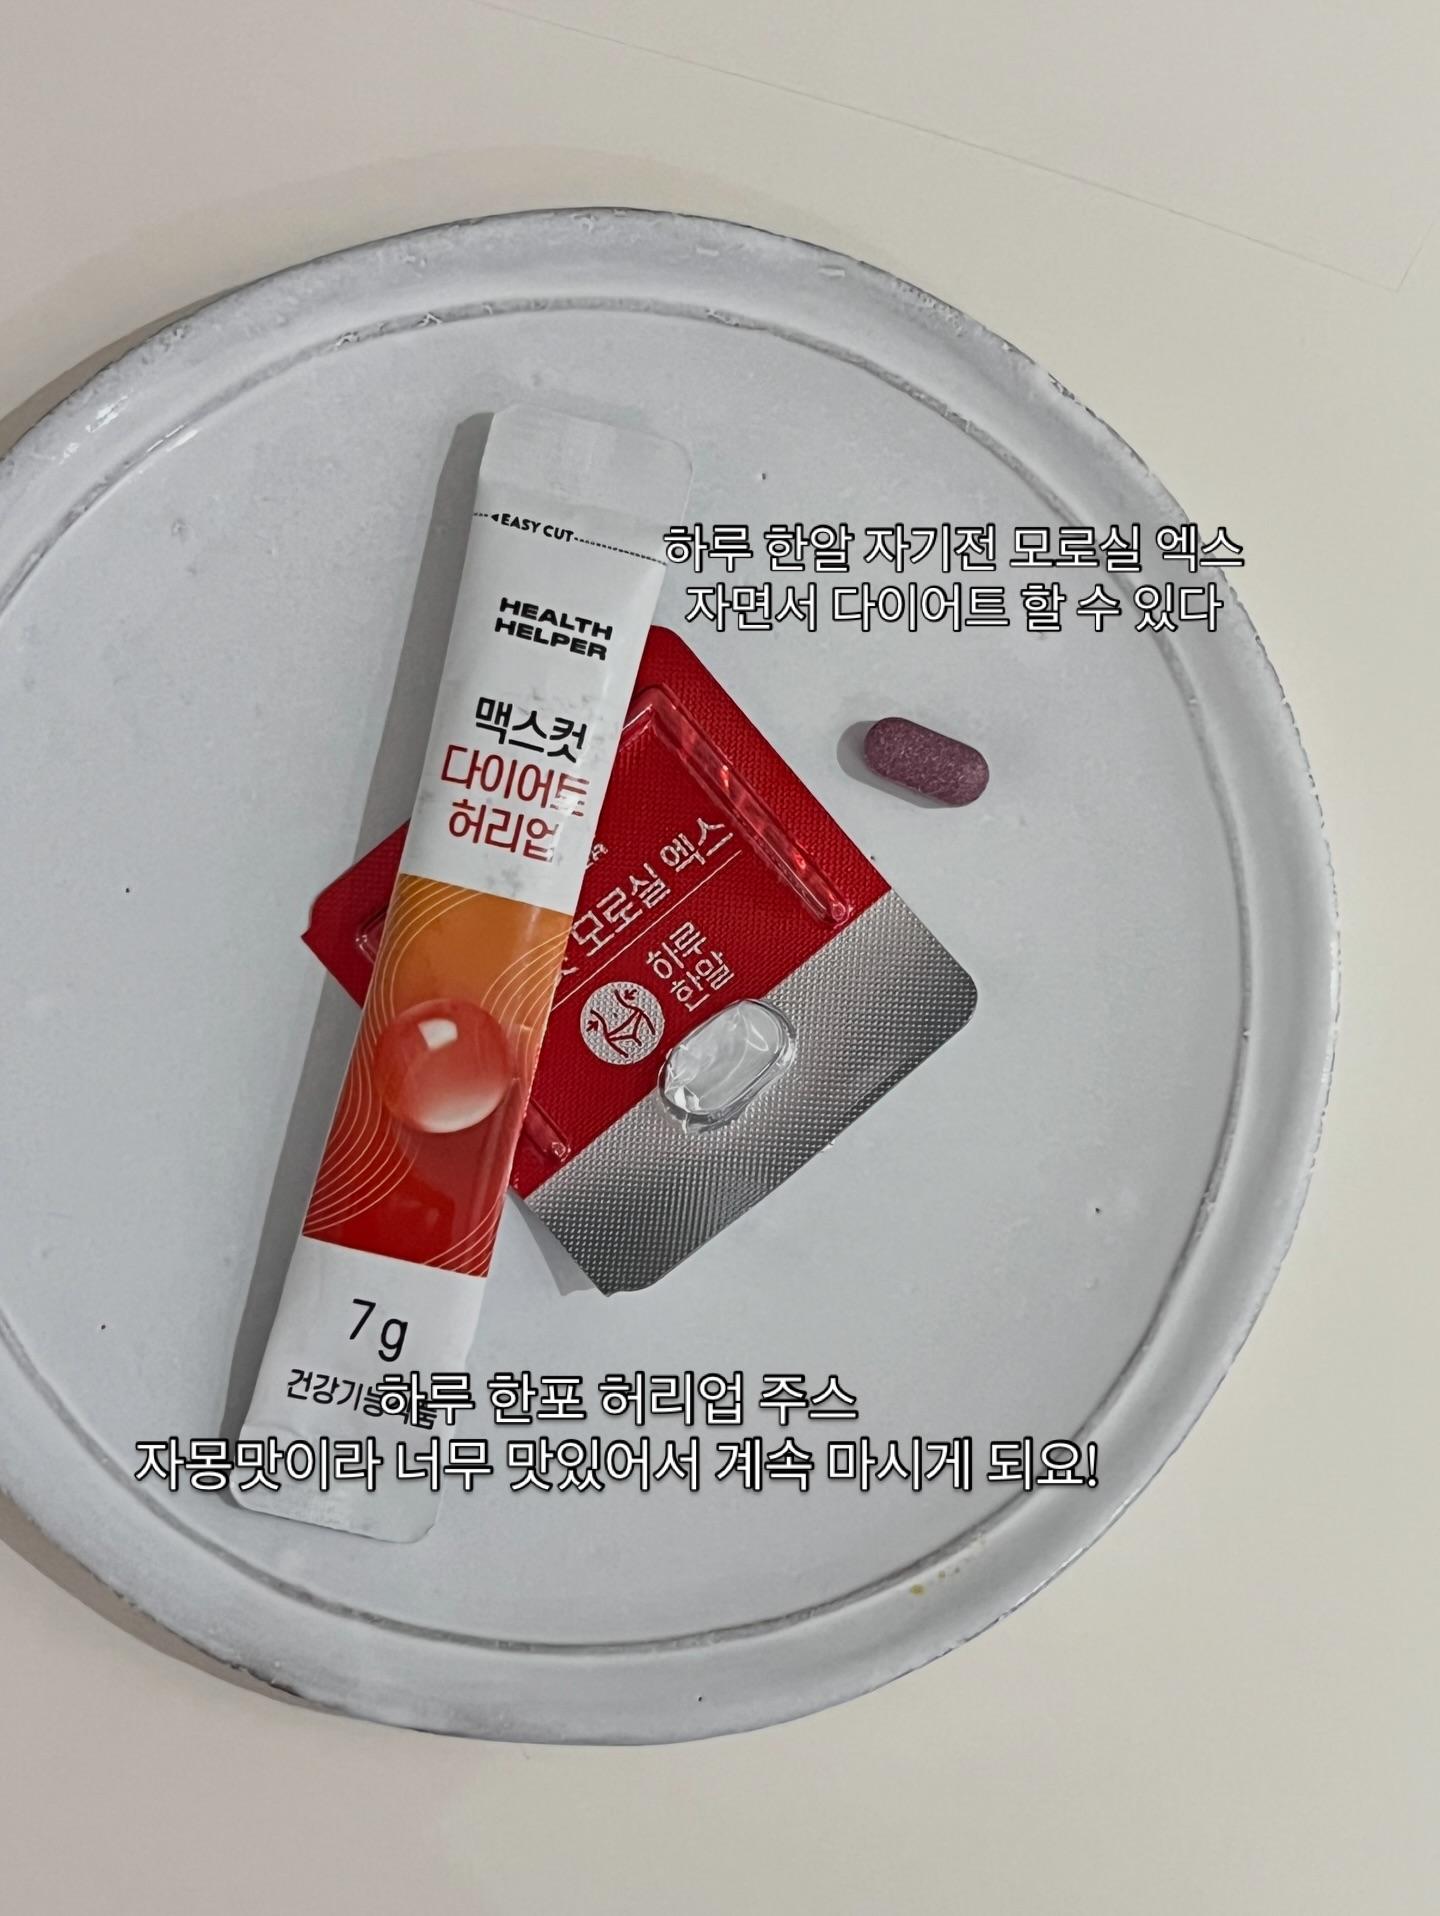 EASY CUT
HEALTH
HELPER
맥스컷
다이어트
허리업
7g
하루 한알 자기전 모로실 엑스
자면서 다이어트 할 수 있다
모로실 엑스
하루
한알
하루 한포 허리업 주스
자몽맛이라 너무 맛있어서 계속 마시게 되요!